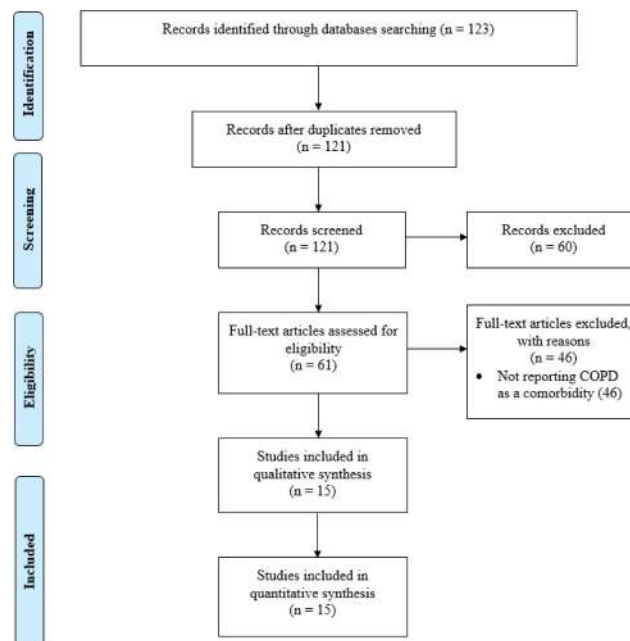 Identification
Records identified through databases searching (n = 123)
Records after duplicates removed
(n = 121)
Screening
Records screened
(n = 121)
Records excluded
(n = 60)
Eligibility
Full-text articles assessed for
eligibility
(n = 61)
Full-text articles excluded,
with reasons
(n = 46)
• Not reporting COPD
as a comorbidity (46)
Studies included in
qualitative synthesis
(n = 15)
Included
Studies included in
quantitative synthesis
(n = 15)